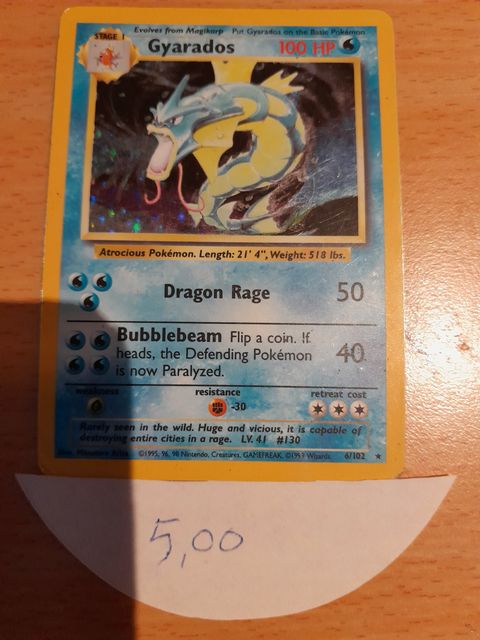 Evolves from Magikarp Put Gyarados on the Basic Pokémon
STAGE 1
Gyarados 100 HP
Atrocious Pokémon. Length: 21' 4", Weight: 518 lbs.
Dragon Rage 50
Bubblebeam Flip a coin. If
heads, the Defending Pokémon
is now Paralyzed.
40
weakness resistance retreat cost
-30
Rarely seen in the wild. Huge and vicious, it is capable of
destroying entire cities in a rage. LV. 41 #130
Illus. Mitsuhiro Arita ©1995, 96, 98 Nintendo, Creatures, GAMEFREAK. ©1999 Wizards. 6/102
5,00